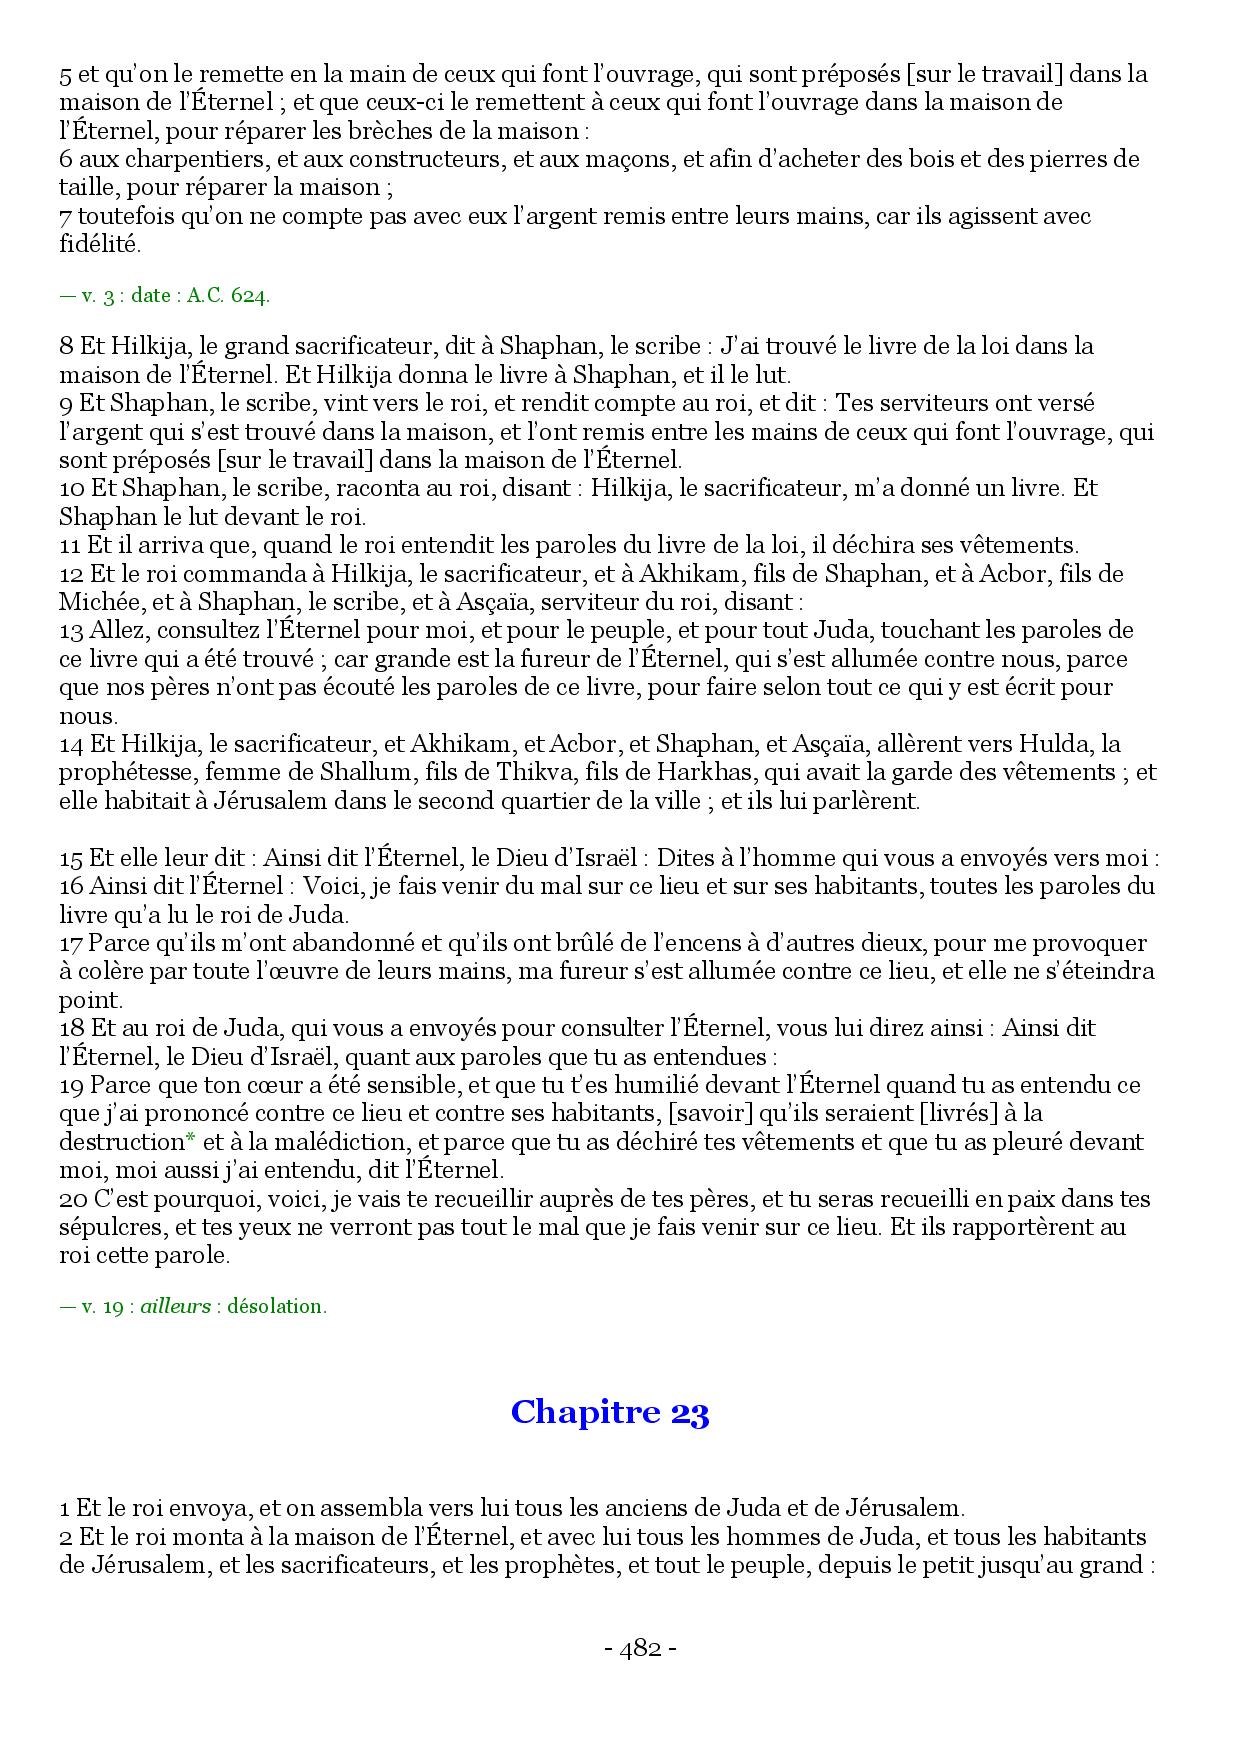 5 et qu’on le remette en la main de ceux qui font l’ouvrage, qui sont préposés [sur le travail] dans la
maison de l’Éternel ; et que ceux-ci le remettent à ceux qui font l’ouvrage dans la maison de
l’Éternel, pour réparer les brèches de la maison :
6 aux charpentiers, et aux constructeurs, et aux maçons, et afin d’acheter des bois et des pierres de
taille, pour réparer la maison ;
7 toutefois qu’on ne compte pas avec eux l’argent remis entre leurs mains, car ils agissent avec
fidélité.
— v. 3 : date : A.C. 624.
8 Et Hilkija, le grand sacrificateur, dit à Shaphan, le scribe : J’ai trouvé le livre de la loi dans la
maison de l’Éternel. Et Hilkija donna le livre à Shaphan, et il le lut.
9 Et Shaphan, le scribe, vint vers le roi, et rendit compte au roi, et dit : Tes serviteurs ont versé
l’argent qui s’est trouvé dans la maison, et l’ont remis entre les mains de ceux qui font l’ouvrage, qui
sont préposés [sur le travail] dans la maison de l’Éternel.
10 Et Shaphan, le scribe, raconta au roi, disant : Hilkija, le sacrificateur, m’a donné un livre. Et
Shaphan le lut devant le roi.
11 Et il arriva que, quand le roi entendit les paroles du livre de la loi, il déchira ses vêtements.
12 Et le roi commanda à Hilkija, le sacrificateur, et à Akhikam, fils de Shaphan, et à Acbor, fils de
Michée, et à Shaphan, le scribe, et à Asçaïa, serviteur du roi, disant :
13 Allez, consultez l’Éternel pour moi, et pour le peuple, et pour tout Juda, touchant les paroles de
ce livre qui a été trouvé ; car grande est la fureur de l’Éternel, qui s’est allumée contre nous, parce
que nos pères n’ont pas écouté les paroles de ce livre, pour faire selon tout ce qui y est écrit pour
nous.
14 Et Hilkija, le sacrificateur, et Akhikam, et Acbor, et Shaphan, et Asçaïa, allèrent vers Hulda, la
prophétesse, femme de Shallum, fils de Thikva, fils de Harkhas, qui avait la garde des vêtements ; et
elle habitait à Jérusalem dans le second quartier de la ville ; et ils lui parlèrent.
15 Et elle leur dit : Ainsi dit l’Éternel, le Dieu d’Israël : Dites à l’homme qui vous a envoyés vers moi :
16 Ainsi dit l’Éternel : Voici, je fais venir du mal sur ce lieu et sur ses habitants, toutes les paroles du
livre qu’a lu le roi de Juda.
17 Parce qu’ils m’ont abandonné et qu’ils ont brûlé de l’encens à d’autres dieux, pour me provoquer
à colère par toute l’œuvre de leurs mains, ma fureur s’est allumée contre ce lieu, et elle ne s’éteindra
point.
18 Et au roi de Juda, qui vous a envoyés pour consulter l’Éternel, vous lui direz ainsi : Ainsi dit
l’Éternel, le Dieu d’Israël, quant aux paroles que tu as entendues :
19 Parce que ton cœur a été sensible, et que tu t’es humilié devant l’Éternel quand tu as entendu ce
que j’ai prononcé contre ce lieu et contre ses habitants, [savoir] qu’ils seraient [livrés] à la
destruction* et à la malédiction, et parce que tu as déchiré tes vêtements et que tu as pleuré devant
moi, moi aussi j’ai entendu, dit l’Éternel.
20 C’est pourquoi, voici, je vais te recueillir auprès de tes pères, et tu seras recueilli en paix dans tes
sépulcres, et tes yeux ne verront pas tout le mal que je fais venir sur ce lieu. Et ils rapportèrent au
roi cette parole.
— v. 19 : ailleurs : désolation.
Chapitre 23
1 Et le roi envoya, et on assembla vers lui tous les anciens de Juda et de Jérusalem.
2 Et le roi monta à la maison de l’Éternel, et avec lui tous les hommes de Juda, et tous les habitants
de Jérusalem, et les sacrificateurs, et les prophètes, et tout le peuple, depuis le petit jusqu’au grand :
- 482 -